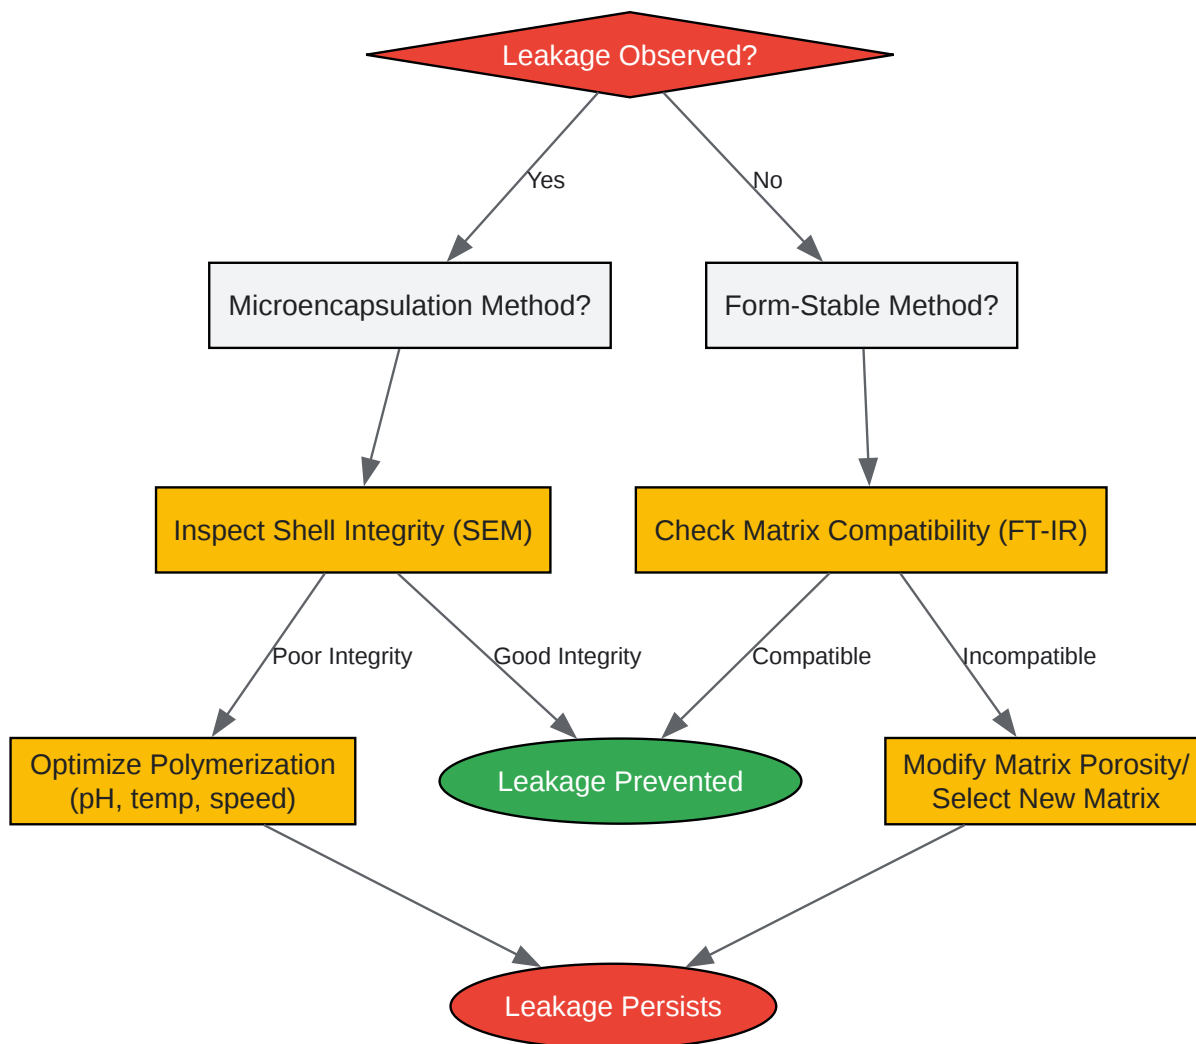 Leakage Observed?
Yes
No
Microencapsulation Method?
Form-Stable Method?
Inspect Shell Integrity (SEM)
Check Matrix Compatibility (FT-IR)
Poor Integrity
Good Integrity
Compatible
Incompatible
Optimize Polymerization
(pH, temp, speed)
Leakage Prevented
Modify Matrix Porosity/
Select New Matrix
Leakage Persists